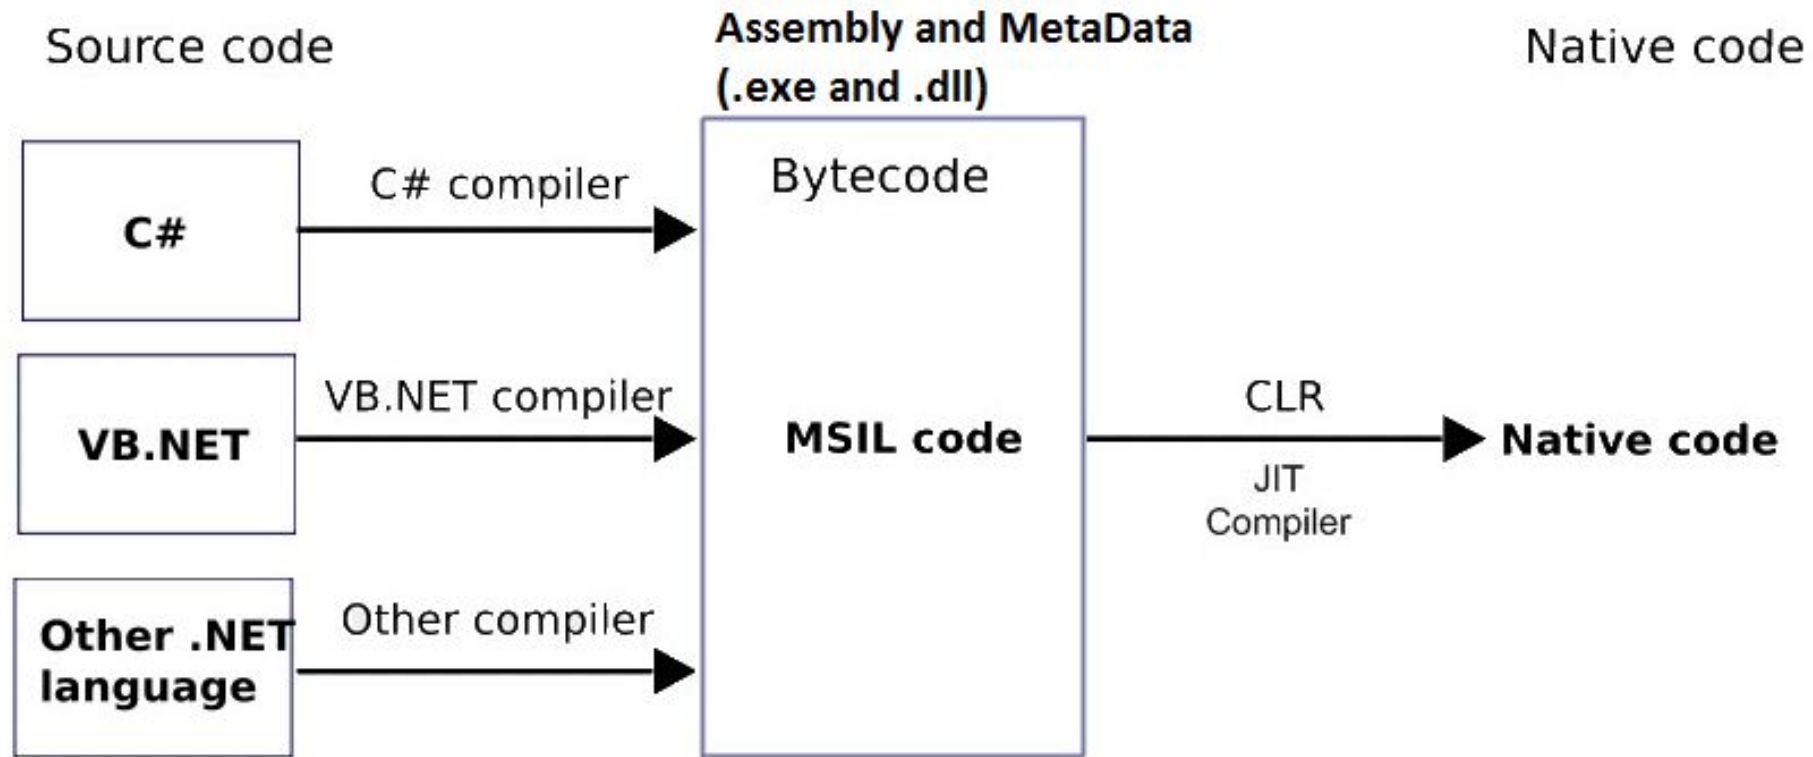 Source code
Assembly and MetaData
(.exe and .dll)
Native code
C#
C# compiler
Bytecode
VB.NET
VB.NET compiler
MSIL code
CLR
JIT
Compiler
Native code
Other .NET
language
Other compiler